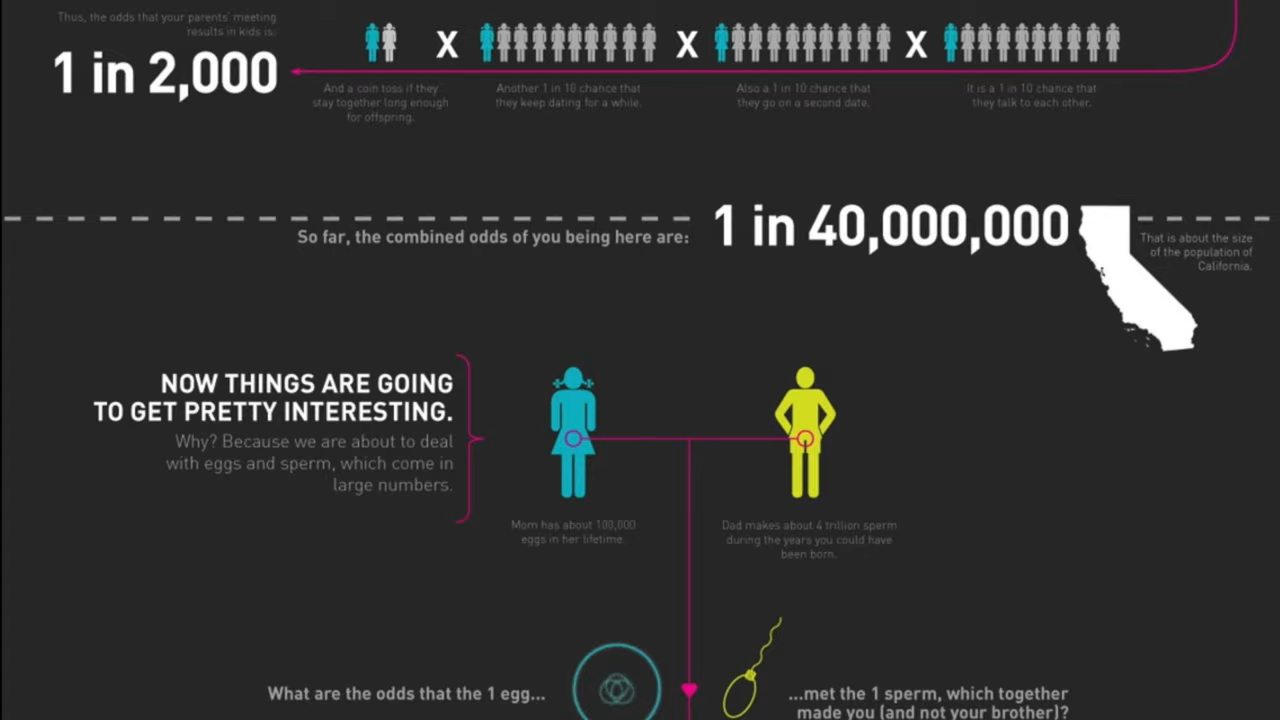 Thus, the odds that your parents' meeting
results in kids is:
1 in 2,000
X
X
X
And a coin toss if they
stay together long enough
for offspring.
Another 1 in 10 chance that
they keep dating for a while.
Also a 1 in 10 chance that
they go on a second date.
It is a 1 in 10 chance that
they talk to each other.
So far, the combined odds of you being here are:
1 in 40,000,000
That is about the size
of the population of
California.
NOW THINGS ARE GOING
TO GET PRETTY INTERESTING.
Why? Because we are about to deal
with eggs and sperm, which come in
large numbers.
Mom has about 100,000
eggs in her lifetime.
Dad makes about 4 trillion sperm
during the years you could have
been born.
What are the odds that the 1 egg...
...met the 1 sperm, which together
made you (and not your brother)?